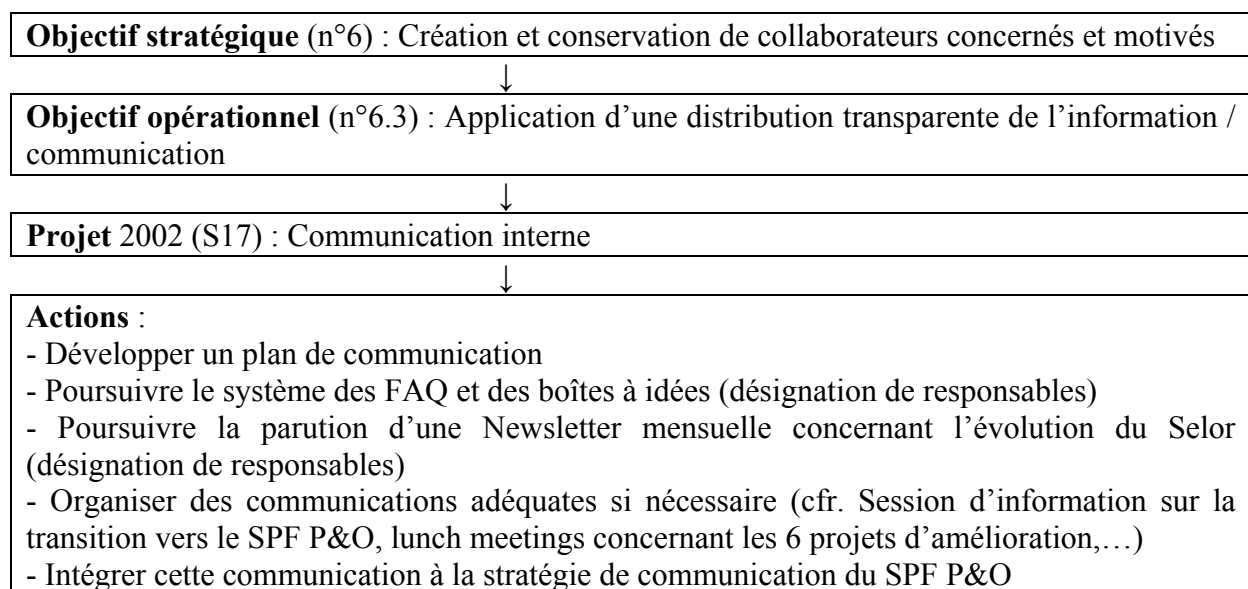 Objectif stratégique (n°6) : Création et conservation de collaborateurs concernés et motivés
↓
Objectif opérationnel (n°6.3) : Application d’une distribution transparente de l’information /
communication
↓
Projet 2002 (S17) : Communication interne
↓
Actions :
- Développer un plan de communication
- Poursuivre le système des FAQ et des boîtes à idées (désignation de responsables)
- Poursuivre la parution d’une Newsletter mensuelle concernant l’évolution du Selor
(désignation de responsables)
- Organiser des communications adéquates si nécessaire (cfr. Session d’information sur la
transition vers le SPF P&O, lunch meetings concernant les 6 projets d’amélioration,…)
- Intégrer cette communication à la stratégie de communication du SPF P&O